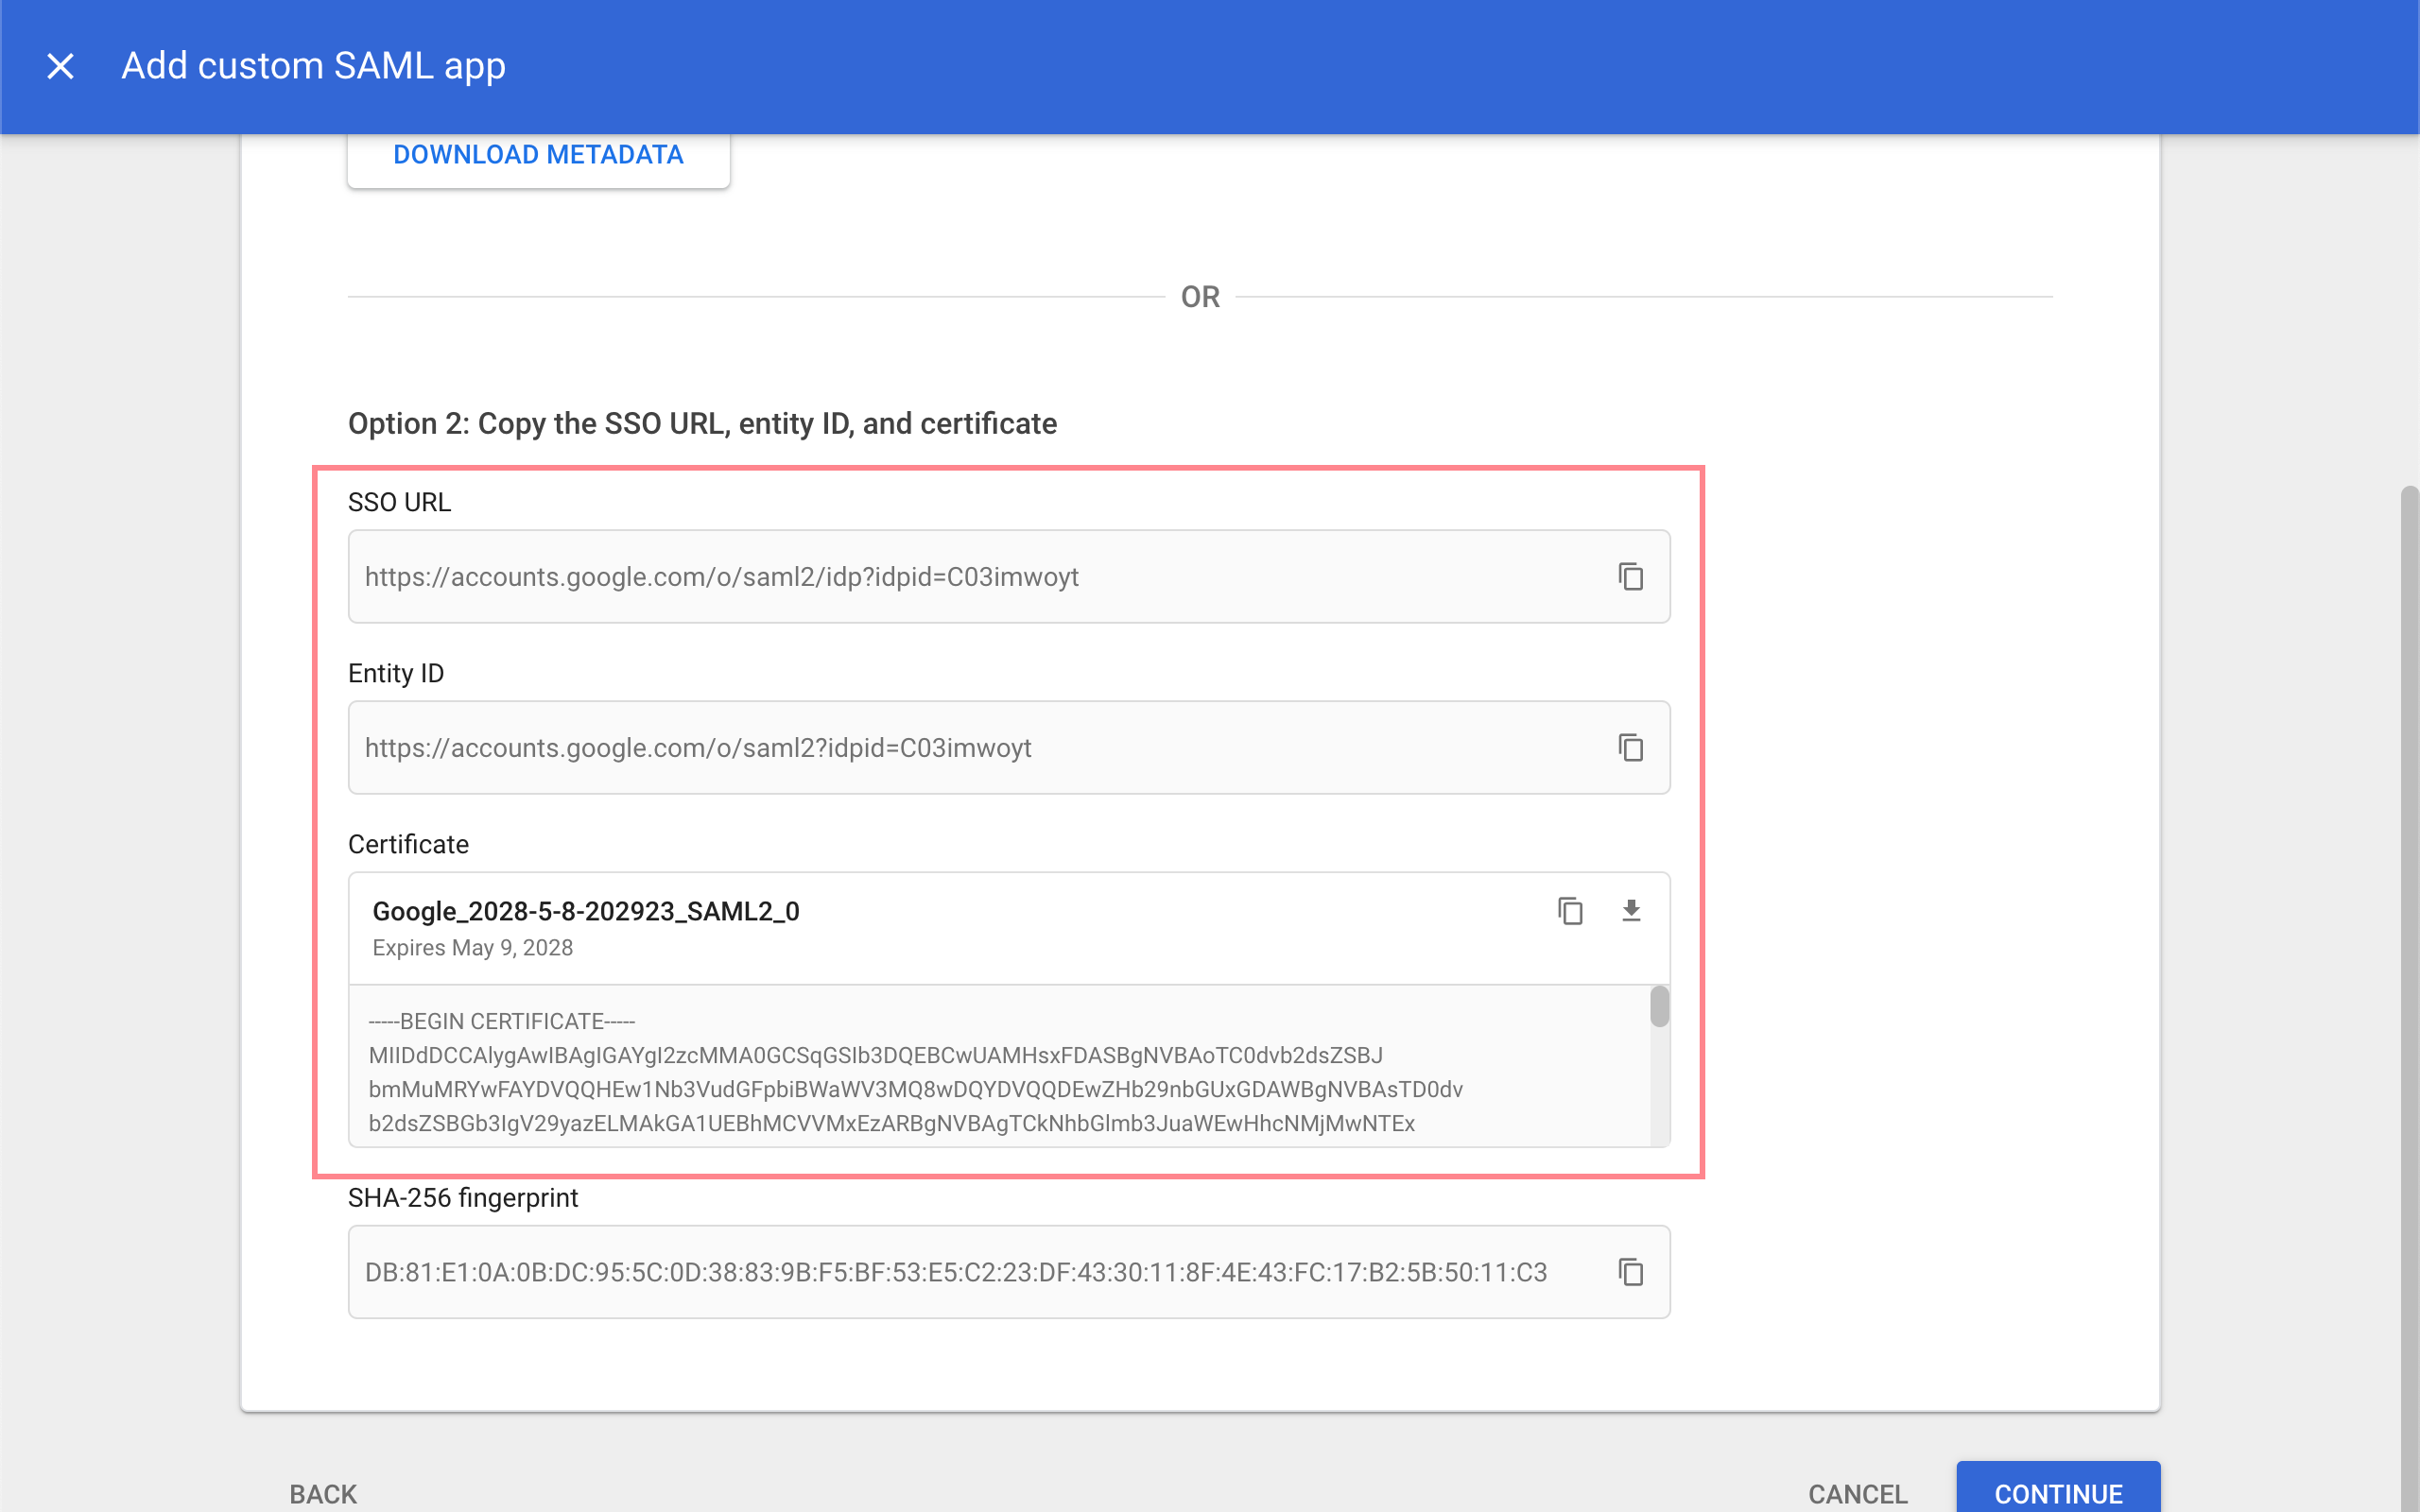 Add custom SAML app
DOWNLOAD METADATA
OR
Option 2: Copy the SSO URL, entity ID, and certificate
SSO URL
https://accounts.google.com/o/saml2/idp?idpid=C03imwoyt
Entity ID
https://accounts.google.com/o/saml2?idpid=C03imwoyt
Certificate
Google_2028-5-8-202923_SAML2_0
Expires May 9, 2028
-----BEGIN CERTIFICATE-----
MIIDdDCCAlygAwIBAgIGAYgI2zcMMA0GCSqGSIb3DQEBCwUAMHsxFDASBgNVBAoTC0dvb2dsZSBJ
bmMuMRYwFAYDVQQHEw1Nb3VudGFpbiBWaWV3MQ8wDQYDVQQDEwZHb29nbGUxGDAWBgNVBAsTD0dv
b2dsZSBGb3IgV29yazELMAkGA1UEBhMCVVMxEzARBgNVBAgTCkNhbGlmb3JuaWEwHhcNMjMwNTEx
SHA-256 fingerprint
DB:81:E1:0A:0B:DC:95:5C:0D:38:83:9B:F5:BF:53:E5:C2:23:DF:43:30:11:8F:4E:43:FC:17:B2:5B:50:11:C3
BACK
CANCEL
CONTINUE